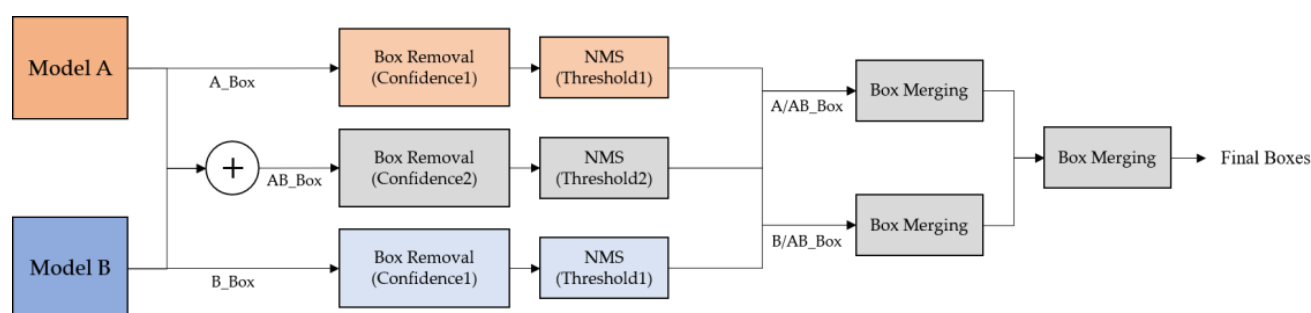 Model A
A_Box
Box Removal
(Confidence1)
NMS
(Threshold1)
A/AB_Box
Box Merging
+
AB_Box
Box Removal
(Confidence2)
NMS
(Threshold2)
Box Merging
Final Boxes
Model B
B_Box
Box Removal
(Confidence1)
NMS
(Threshold1)
B/AB_Box
Box Merging